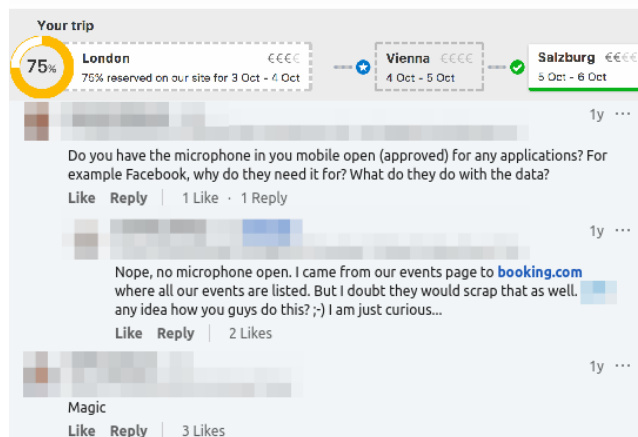 Your trip
75%
London €€€€
75% reserved on our site for 3 Oct - 4 Oct
Vienna €€€€
4 Oct - 5 Oct
Salzburg €€€€
5 Oct - 6 Oct
1y ...
Do you have the microphone in you mobile open (approved) for any applications? For
example Facebook, why do they need it for? What do they do with the data?
Like Reply 1 Like · 1 Reply
1y ...
Nope, no microphone open. I came from our events page to booking.com
where all our events are listed. But I doubt they would scrap that as well.
any idea how you guys do this? ;-) I am just curious...
Like Reply 2 Likes
1y ...
Magic
Like Reply 3 Likes